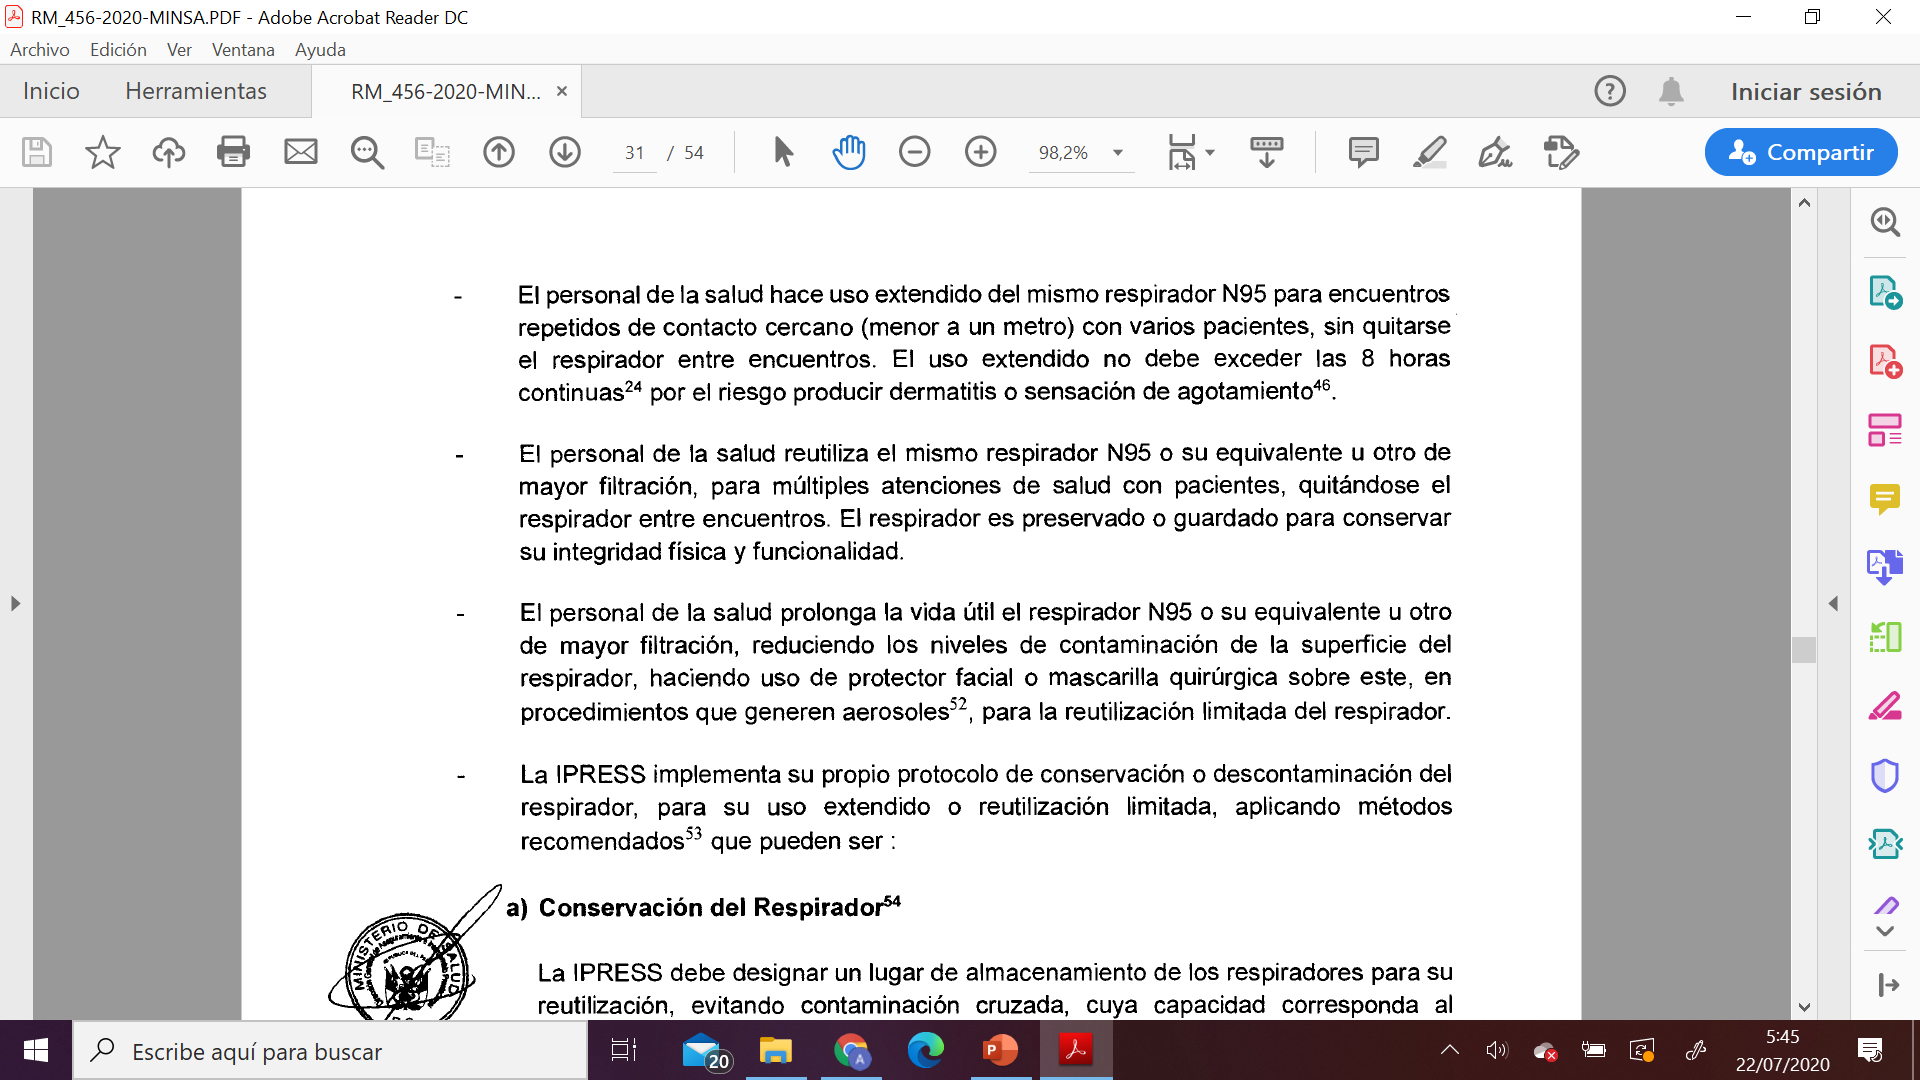 RM_456-2020-MINSA.PDF - Adobe Acrobat Reader DC
Archivo Edición Ver Ventana Ayuda
Inicio Herramientas RM_456-2020-MIN... × Iniciar sesión
31 / 54 98,2% Compartir
- El personal de la salud hace uso extendido del mismo respirador N95 para encuentros
repetidos de contacto cercano (menor a un metro) con varios pacientes, sin quitarse
el respirador entre encuentros. El uso extendido no debe exceder las 8 horas
continuas24 por el riesgo producir dermatitis o sensación de agotamiento46.
- El personal de la salud reutiliza el mismo respirador N95 o su equivalente u otro de
mayor filtración, para múltiples atenciones de salud con pacientes, quitándose el
respirador entre encuentros. El respirador es preservado o guardado para conservar
su integridad física y funcionalidad.
- El personal de la salud prolonga la vida útil el respirador N95 o su equivalente u otro
de mayor filtración, reduciendo los niveles de contaminación de la superficie del
respirador, haciendo uso de protector facial o mascarilla quirúrgica sobre este, en
procedimientos que generen aerosoles52, para la reutilización limitada del respirador.
- La IPRESS implementa su propio protocolo de conservación o descontaminación del
respirador, para su uso extendido o reutilización limitada, aplicando métodos
recomendados53 que pueden ser :
a) Conservación del Respirador54
MINISTERIO DE SALUD
La IPRESS debe designar un lugar de almacenamiento de los respiradores para su
reutilización, evitando contaminación cruzada, cuya capacidad corresponda al
Escribe aquí para buscar
20
5:45
22/07/2020